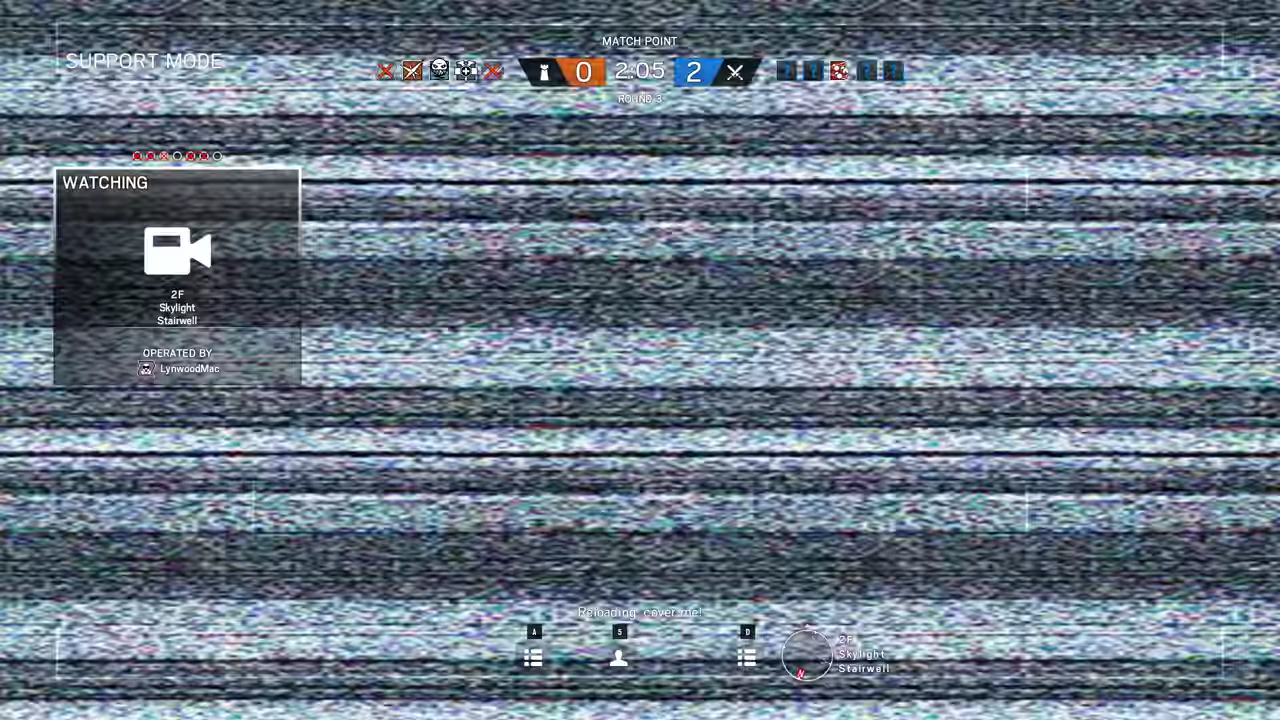 MATCH POINT
SUPPORT MODE
0 2:05 2
ROUND 3
WATCHING
2F
Skylight
Stairwell
OPERATED BY
LynwoodMac
Reloading, cover me!
A S D
2F
Skylight
Stairwell
N